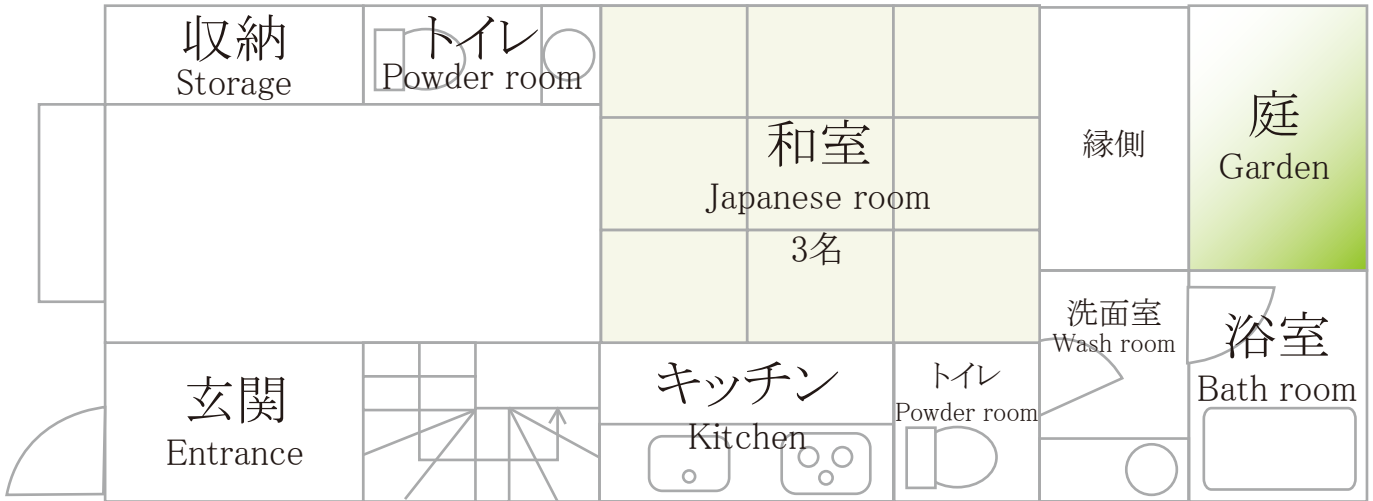 収納
Storage
トイレ
Powder room
和室
Japanese room
3名
縁側
庭
Garden
玄関
Entrance
キッチン
Kitchen
トイレ
Powder room
洗面室
Wash room
浴室
Bath room